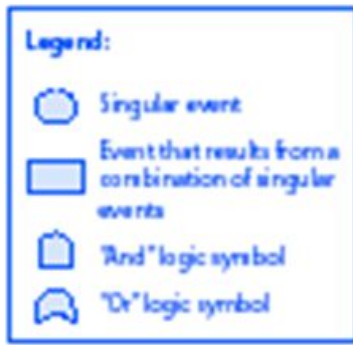 Legend:
Singular event
Event that results from a
combination of singular
events
"And" logic symbol
"Or" logic symbol